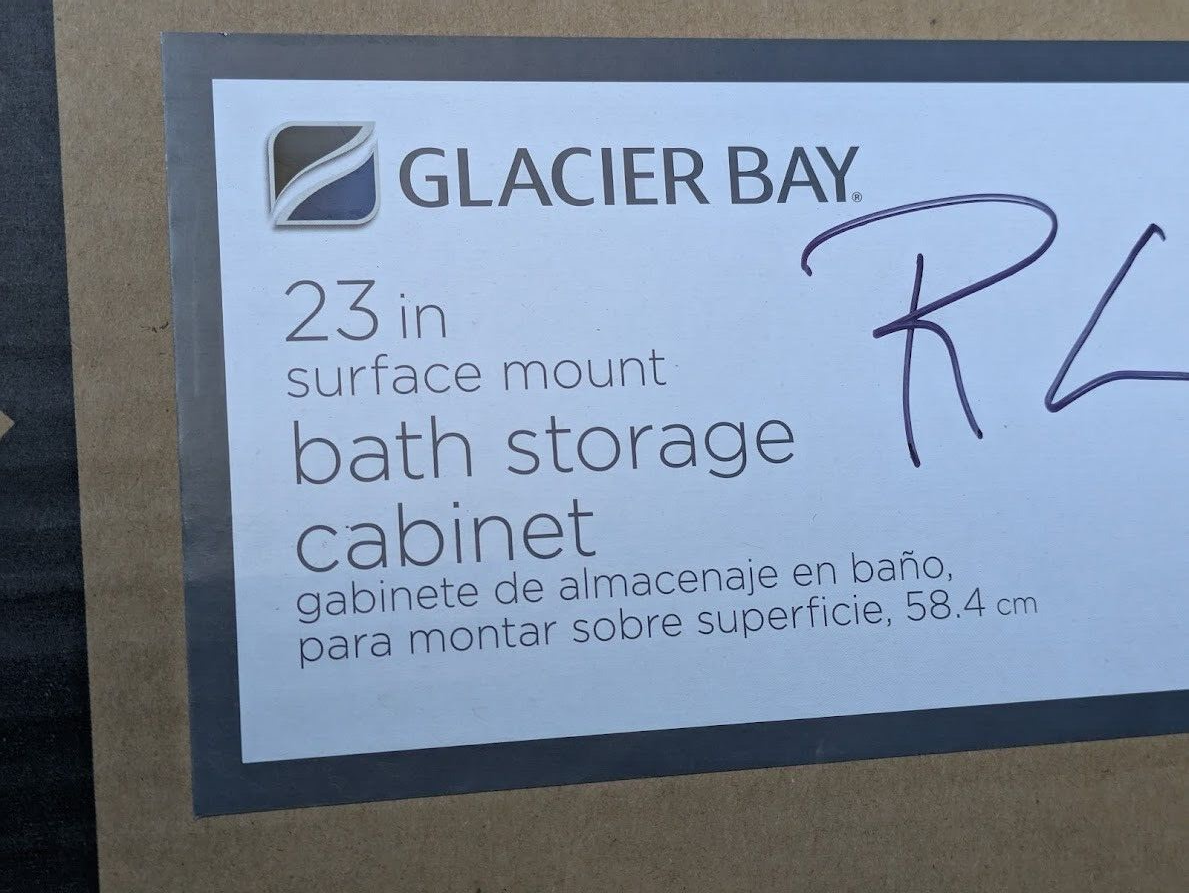 GLACIER BAY®
23 in
surface mount
bath storage
cabinet
gabinete de almacenaje en baño,
para montar sobre superficie, 58.4 cm
R